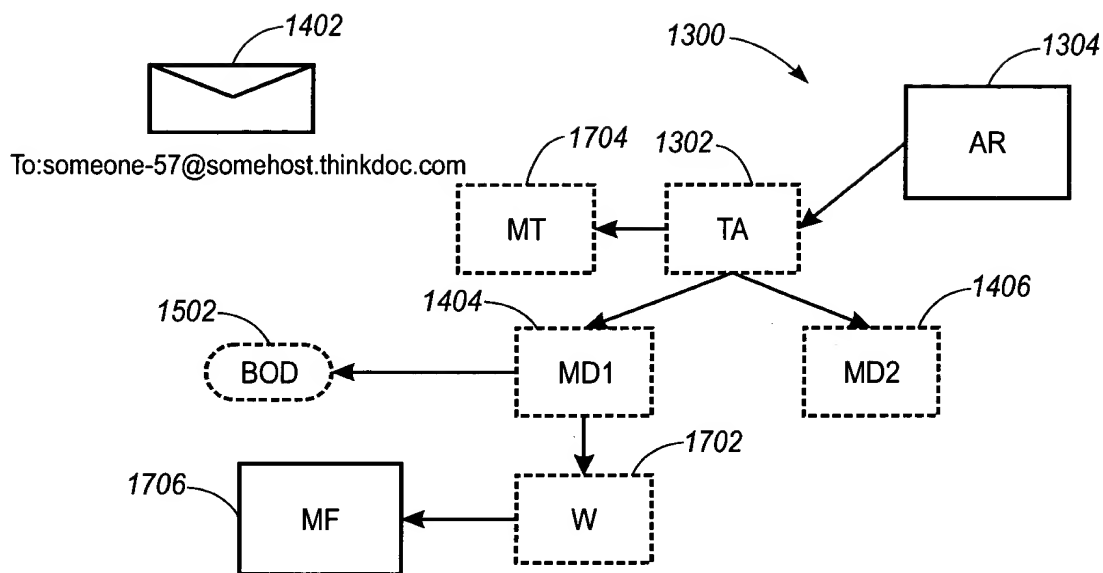 1402
1300
1304
AR
To:someone-57@somehost.thinkdoc.com
1704
1302
MT
TA
1404
1406
1502
BOD
MD1
MD2
1702
1706
MF
W